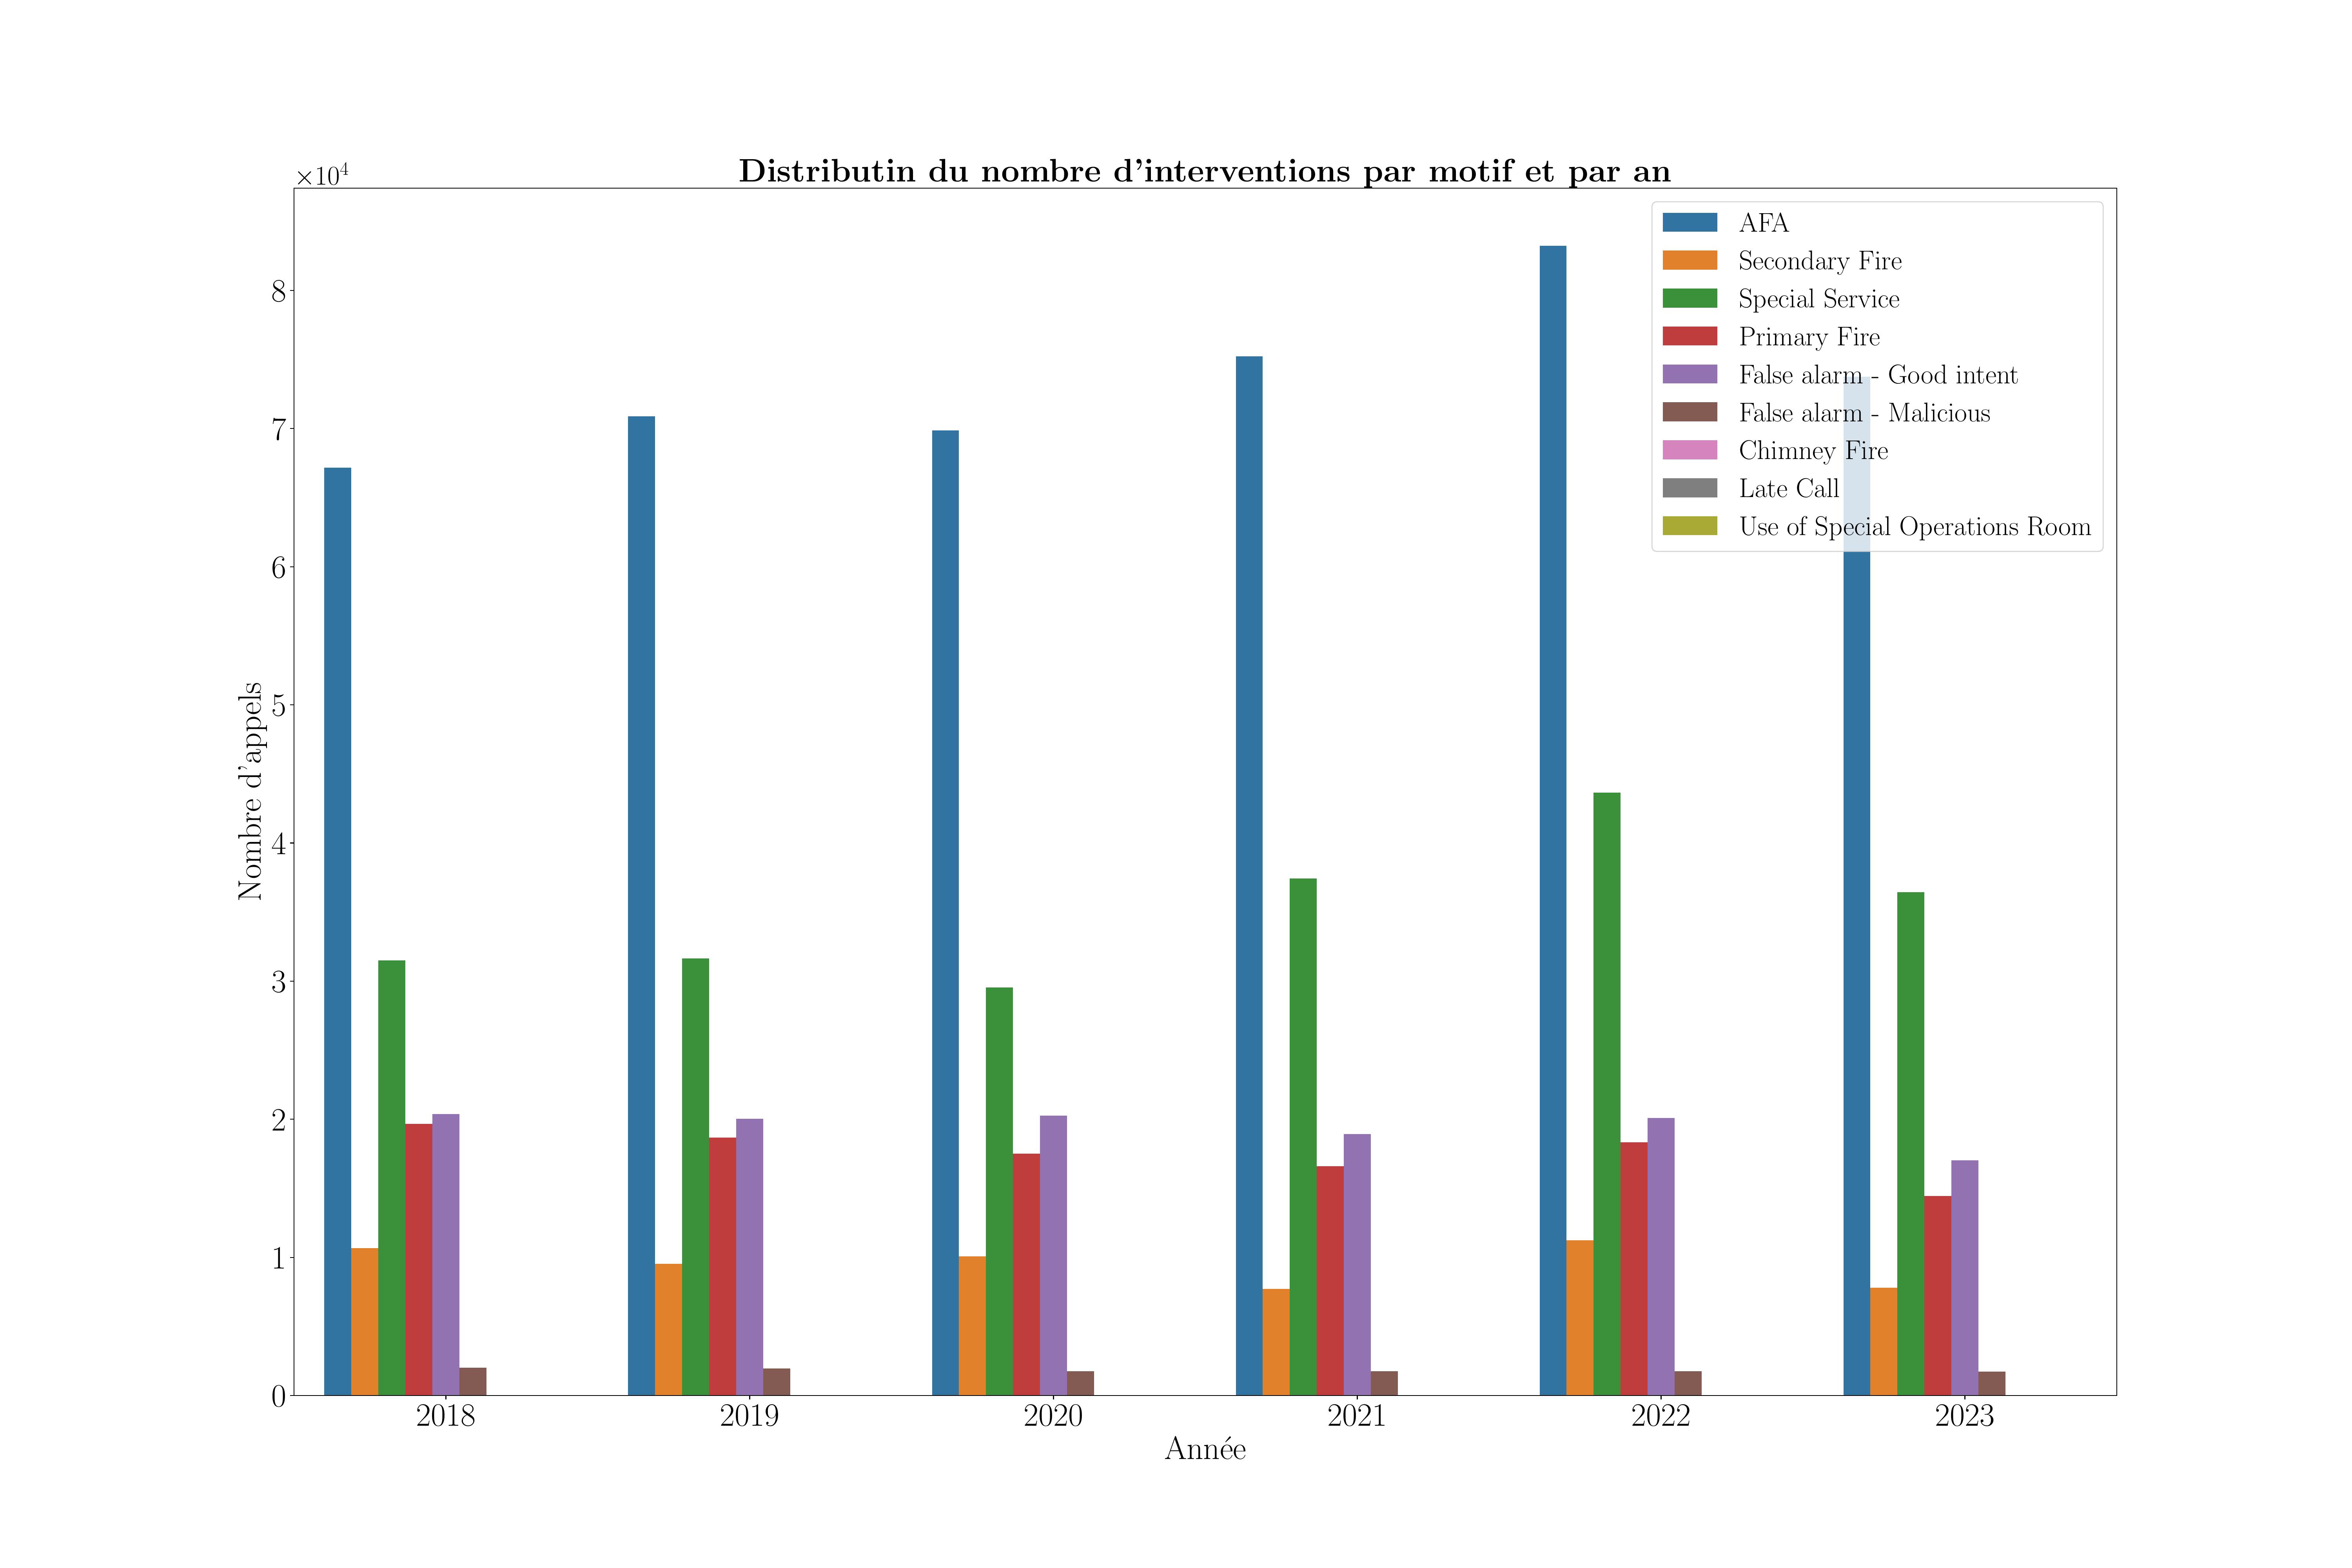 Distributin du nombre d'interventions par motif et par an
×10⁴
AFA
Secondary Fire
Special Service
Primary Fire
False alarm - Good intent
False alarm - Malicious
Chimney Fire
Late Call
Use of Special Operations Room
8
7
6
5
4
3
2
1
0
Nombre d'appels
2018 2019 2020 2021 2022 2023
Année